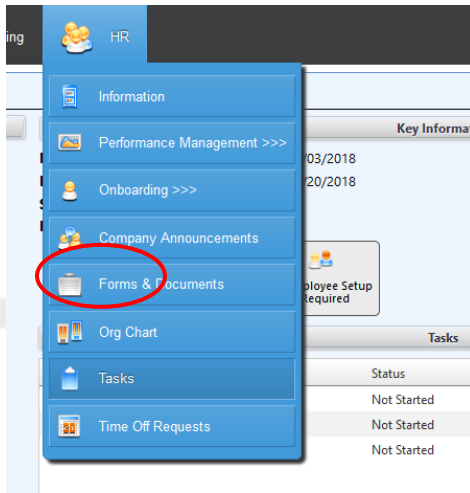 ing
HR
Information
Performance Management >>>
Onboarding >>>
Company Announcements
Forms & Documents
Org Chart
Tasks
Time Off Requests
Key Informa
/03/2018
/20/2018
ployee Setup
Required
Tasks
Status
Not Started
Not Started
Not Started